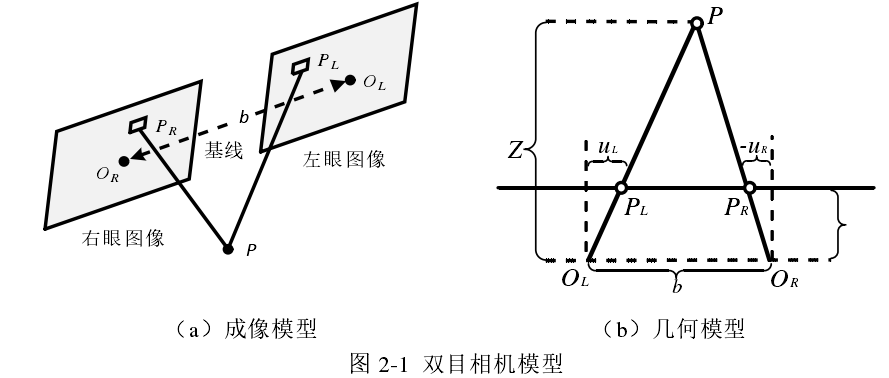 P_L
O_L
b
P_R
基线
左眼图像
O_R
右眼图像
P
P
Z
u_L
-u_R
P_L
P_R
O_L
b
O_R
（a）成像模型
（b）几何模型
图 2-1 双目相机模型